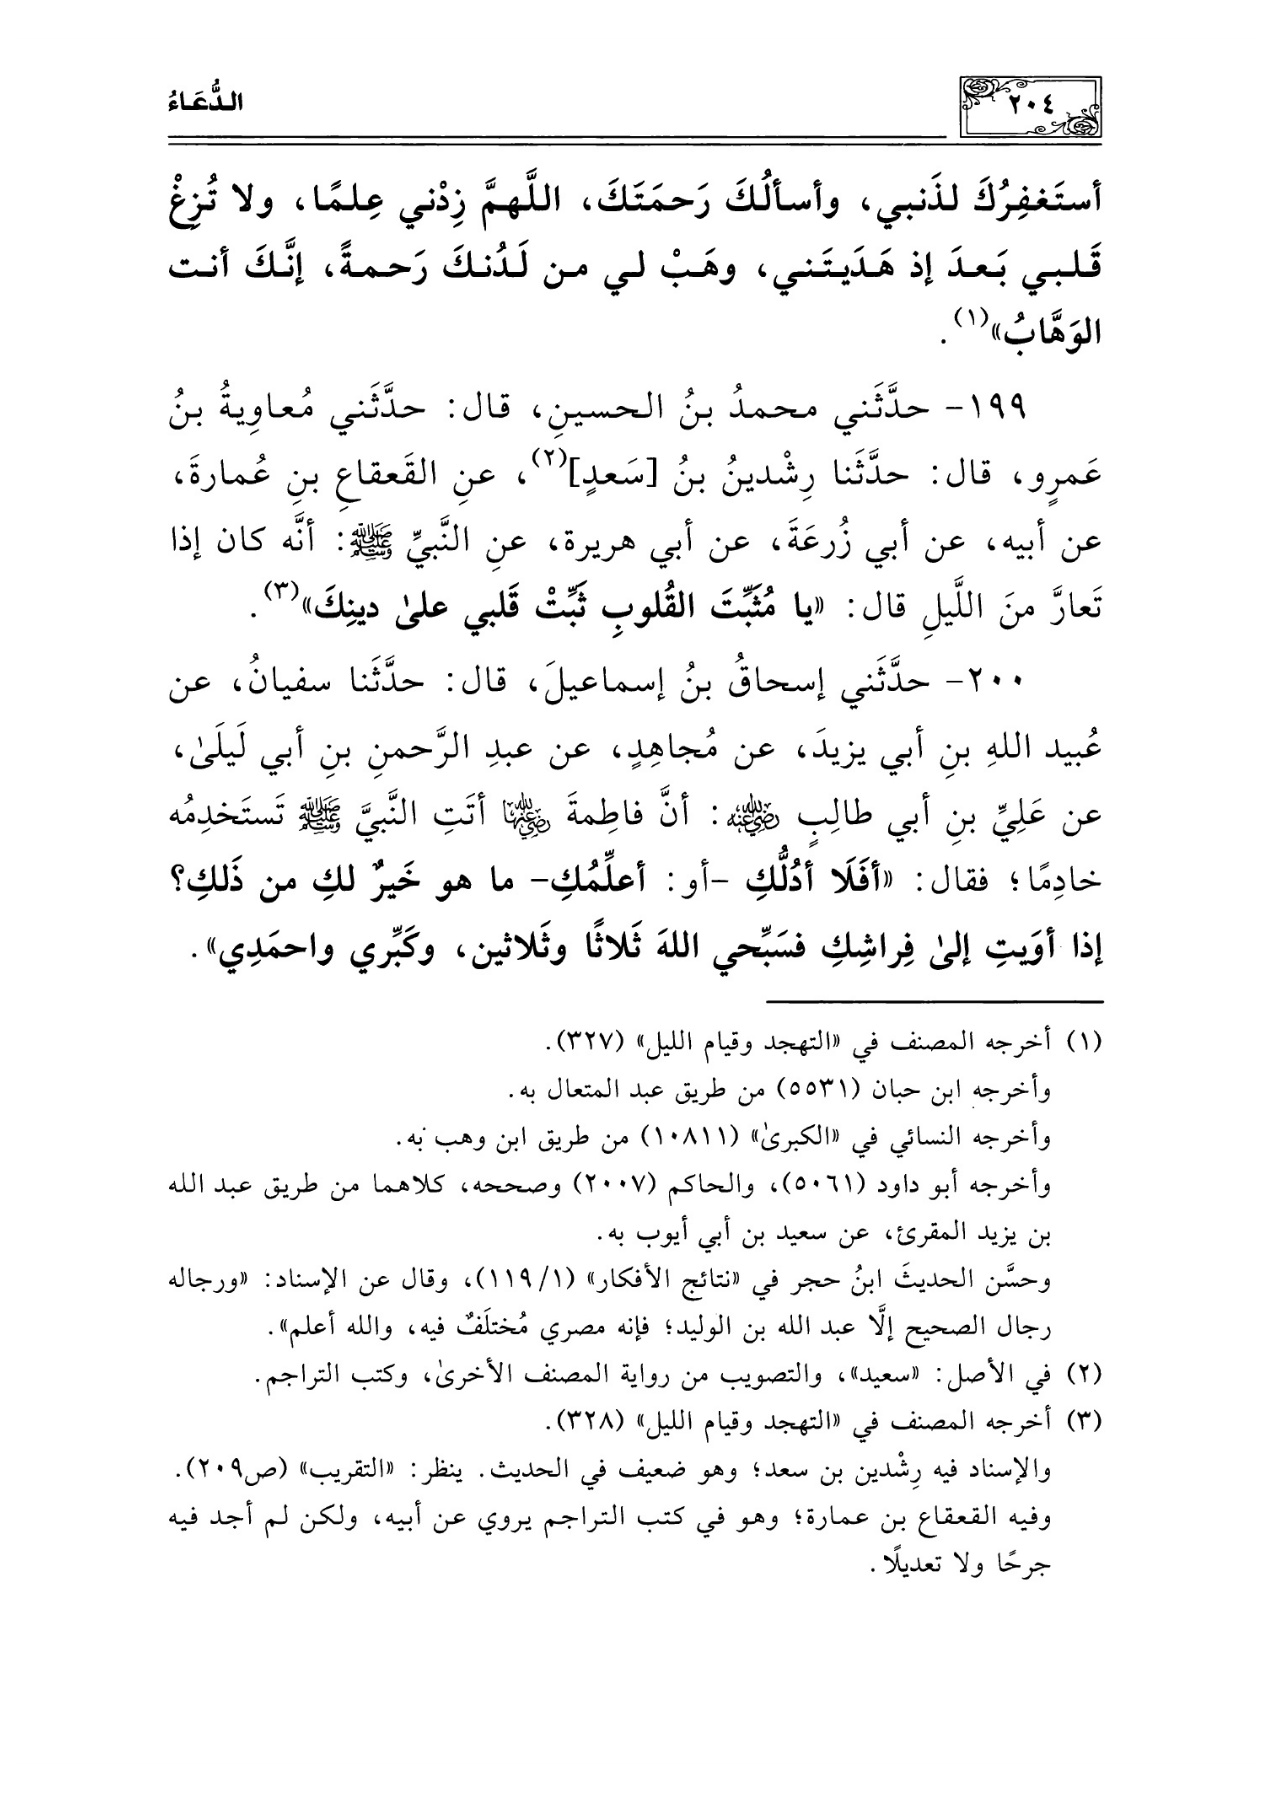 ٢٠٤
الدُّعَاءُ
أستَغفِرُكَ لذَنبي، وأسألُكَ رَحمَتَكَ، اللَّهمَّ زِدْني عِلمًا، ولا تُزِغْ
قَلبي بَعدَ إذ هَدَيتَني، وهَبْ لي من لَدُنكَ رَحمةً، إنَّكَ أنت
الوَهَّابُ»(١).
١٩٩- حدَّثَني محمدُ بنُ الحسينِ، قال: حدَّثَني مُعاوِيةُ بنُ
عَمرٍو، قال: حدَّثَنا رِشْدينُ بنُ [سَعدٍ](٢)، عنِ القَعقاعِ بنِ عُمارةَ،
عن أبيه، عن أبي زُرعَةَ، عن أبي هريرة، عنِ النَّبيِّ ﷺ: أنَّه كان إذا
تَعارَّ منَ اللَّيلِ قال: «يا مُثَبِّتَ القُلوبِ ثَبِّتْ قَلبي علىٰ دينِكَ»(٣).
٢٠٠- حدَّثَني إسحاقُ بنُ إسماعيلَ، قال: حدَّثَنا سفيانُ، عن
عُبيد اللهِ بنِ أبي يزيدَ، عن مُجاهِدٍ، عن عبدِ الرَّحمنِ بنِ أبي لَيلَىٰ،
عن عَلِيِّ بنِ أبي طالِبٍ رضي الله عنه: أنَّ فاطِمةَ رضي الله عنها أتَتِ النَّبيَّ ﷺ تَستَخدِمُه
خادِمًا؛ فقال: «أفَلَا أدُلُّكِ -أو: أعلِّمُكِ- ما هو خَيرٌ لكِ من ذَلكِ؟
إذا أوَيتِ إلىٰ فِراشِكِ فسَبِّحي اللهَ ثَلاثًا وثَلاثين، وكَبِّري واحمَدِي».
(١) أخرجه المصنف في «التهجد وقيام الليل» (٣٢٧).
وأخرجه ابن حبان (٥٥٣١) من طريق عبد المتعال به.
وأخرجه النسائي في «الكبرىٰ» (١٠٨١١) من طريق ابن وهب به.
وأخرجه أبو داود (٥٠٦١)، والحاكم (٢٠٠٧) وصححه، كلاهما من طريق عبد الله
بن يزيد المقرئ، عن سعيد بن أبي أيوب به.
وحسَّن الحديثَ ابنُ حجر في «نتائج الأفكار» (١١٩/١)، وقال عن الإسناد: «ورجاله
رجال الصحيح إلَّا عبد الله بن الوليد؛ فإنه مصري مُختلَفٌ فيه، والله أعلم».
(٢) في الأصل: «سعيد»، والتصويب من رواية المصنف الأخرىٰ، وكتب التراجم.
(٣) أخرجه المصنف في «التهجد وقيام الليل» (٣٢٨).
والإسناد فيه رِشْدين بن سعد؛ وهو ضعيف في الحديث. ينظر: «التقريب» (ص٢٠٩).
وفيه القعقاع بن عمارة؛ وهو في كتب التراجم يروي عن أبيه، ولكن لم أجد فيه
جرحًا ولا تعديلًا.